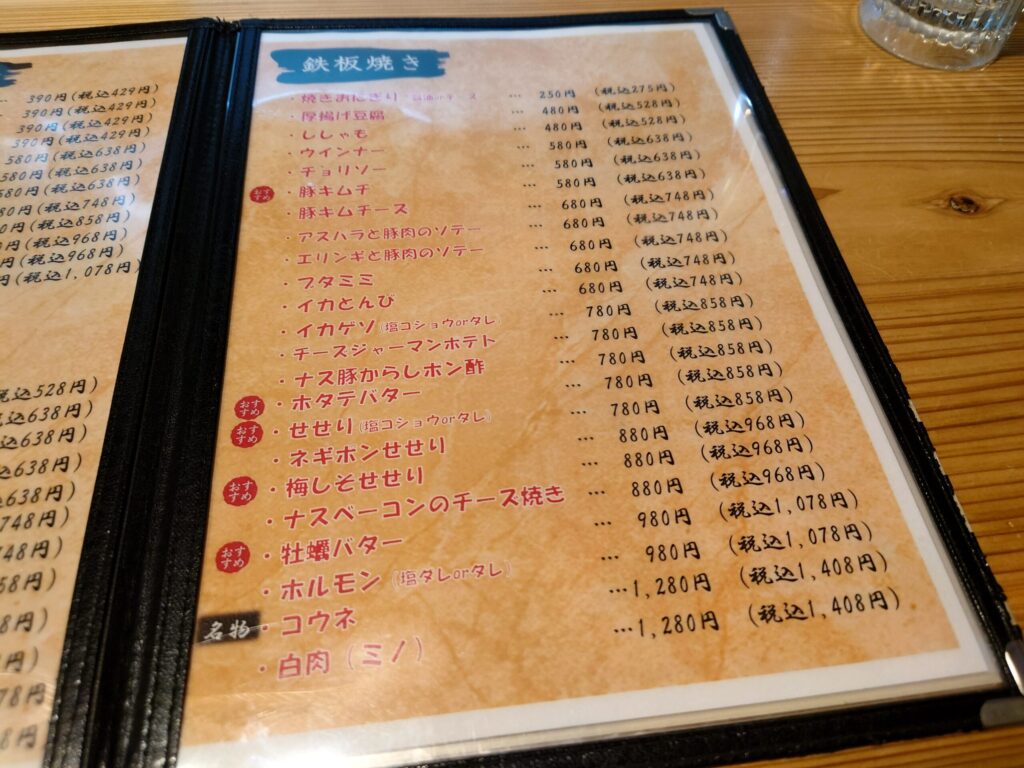 390円(税込429円)
390円(税込429円)
390円(税込429円)
390円(税込429円)
580円(税込638円)
580円(税込638円)
580円(税込638円)
(税込748円)
(税込858円)
(税込968円)
(税込968円)
(税込1,078円)
税込528円)
税込638円)
税込638円)
税込638円)
638円)
748円)
748円)
鉄板焼き
・焼きおにぎり(醤油orチーズ) … 250円 (税込275円)
・厚揚げ豆腐 … 480円 (税込528円)
・ししゃも … 480円 (税込528円)
・ウインナー … 580円 (税込638円)
・チョリソー … 580円 (税込638円)
おすすめ ・豚キムチ … 580円 (税込638円)
・豚キムチーズ … 680円 (税込748円)
・アスパラと豚肉のソテー … 680円 (税込748円)
・エリンギと豚肉のソテー … 680円 (税込748円)
・ブタミミ … 680円 (税込748円)
・イカとんび … 680円 (税込748円)
・イカゲソ(塩コショウorタレ) … 780円 (税込858円)
・チーズジャーマンポテト … 780円 (税込858円)
・ナス豚からしポン酢 … 780円 (税込858円)
おすすめ ・ホタテバター … 780円 (税込858円)
おすすめ ・せせり(塩コショウorタレ) … 780円 (税込858円)
・ネギポンせせり … 880円 (税込968円)
おすすめ ・梅しそせせり … 880円 (税込968円)
・ナスベーコンのチーズ焼き … 880円 (税込968円)
おすすめ ・牡蠣バター … 980円 (税込1,078円)
・ホルモン(塩ダレorタレ) … 980円 (税込1,078円)
名物 ・コウネ …1,280円 (税込1,408円)
・白肉(ミノ) …1,280円 (税込1,408円)